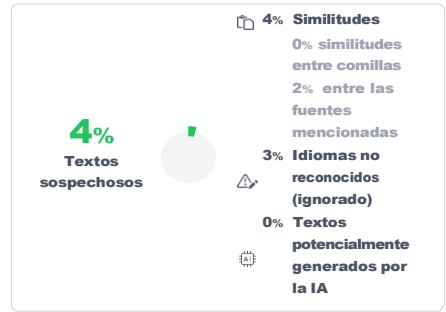 4%
Textos
sospechosos
4% Similitudes
0% similitudes
entre comillas
2% entre las
fuentes
mencionadas
3% Idiomas no
reconocidos
(ignorado)
0% Textos
potencialmente
generados por
la IA
AI